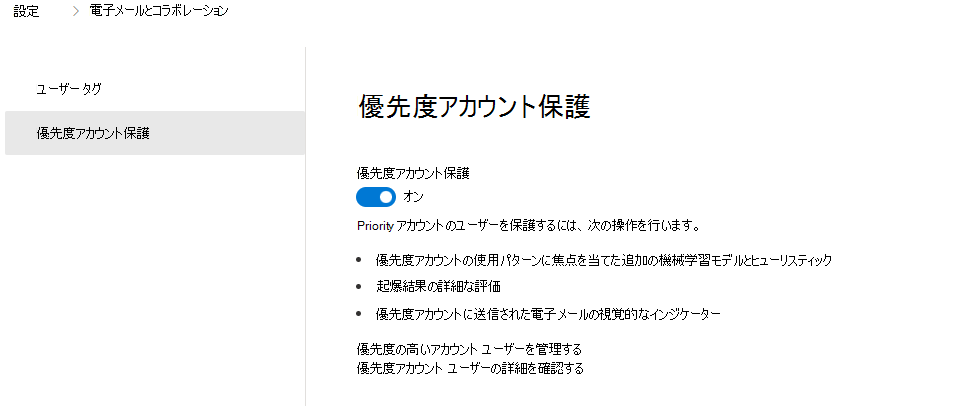 設定 > 電子メールとコラボレーション
ユーザー タグ
優先度アカウント保護
優先度アカウント保護
優先度アカウント保護
オン
Priority アカウントのユーザーを保護するには、次の操作を行います。
• 優先度アカウントの使用パターンに焦点を当てた追加の機械学習モデルとヒューリスティック
• 起爆結果の詳細な評価
• 優先度アカウントに送信された電子メールの視覚的なインジケーター
優先度の高いアカウント ユーザーを管理する
優先度アカウント ユーザーの詳細を確認する